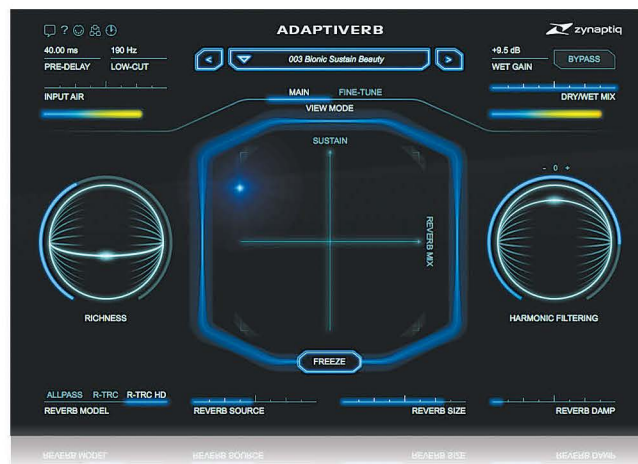 ?
ADAPTIVERB
zynaptiq
40.00 ms
190 Hz
PRE-DELAY
LOW-CUT
<
003 Bionic Sustain Beauty
>
+9.5 dB
WET GAIN
BYPASS
INPUT AIR
MAIN
FINE-TUNE
VIEW MODE
DRY/WET MIX
SUSTAIN
REVERB MIX
- 0 +
RICHNESS
HARMONIC FILTERING
FREEZE
ALLPASS R-TRC R-TRC HD
REVERB MODEL
REVERB SOURCE
REVERB SIZE
REVERB DAMP